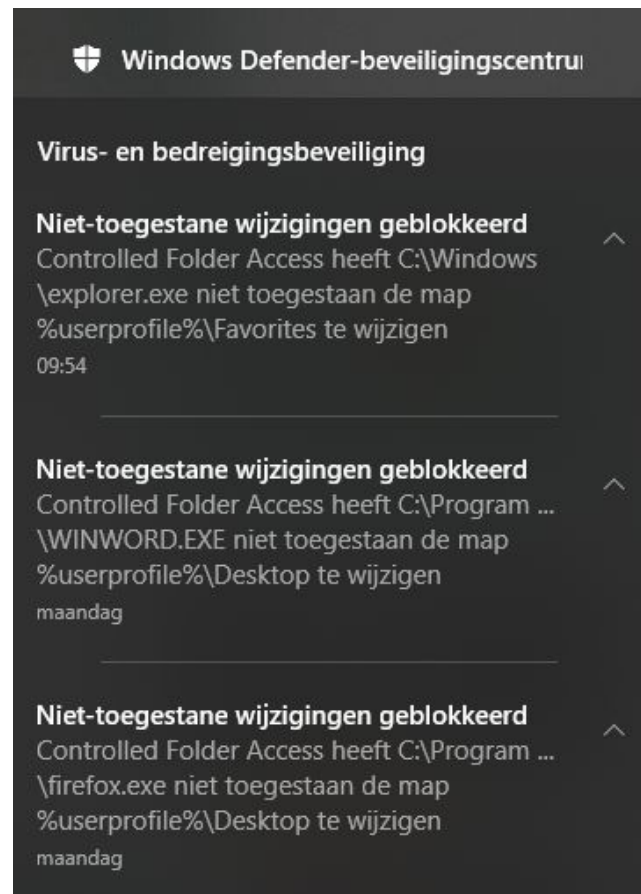 Windows Defender-beveiligingscentru
Virus- en bedreigingsbeveiliging
Niet-toegestane wijzigingen geblokkeerd
Controlled Folder Access heeft C:\Windows
\explorer.exe niet toegestaan de map
%userprofile%\Favorites te wijzigen
09:54
Niet-toegestane wijzigingen geblokkeerd
Controlled Folder Access heeft C:\Program ...
\WINWORD.EXE niet toegestaan de map
%userprofile%\Desktop te wijzigen
maandag
Niet-toegestane wijzigingen geblokkeerd
Controlled Folder Access heeft C:\Program ...
\firefox.exe niet toegestaan de map
%userprofile%\Desktop te wijzigen
maandag